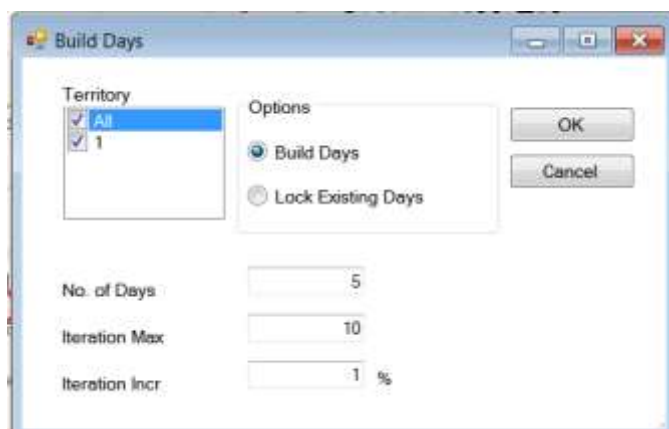 Build Days
Territory
All
1
Options
Build Days
Lock Existing Days
OK
Cancel
No. of Days 5
Iteration Max 10
Iteration Incr 1 %